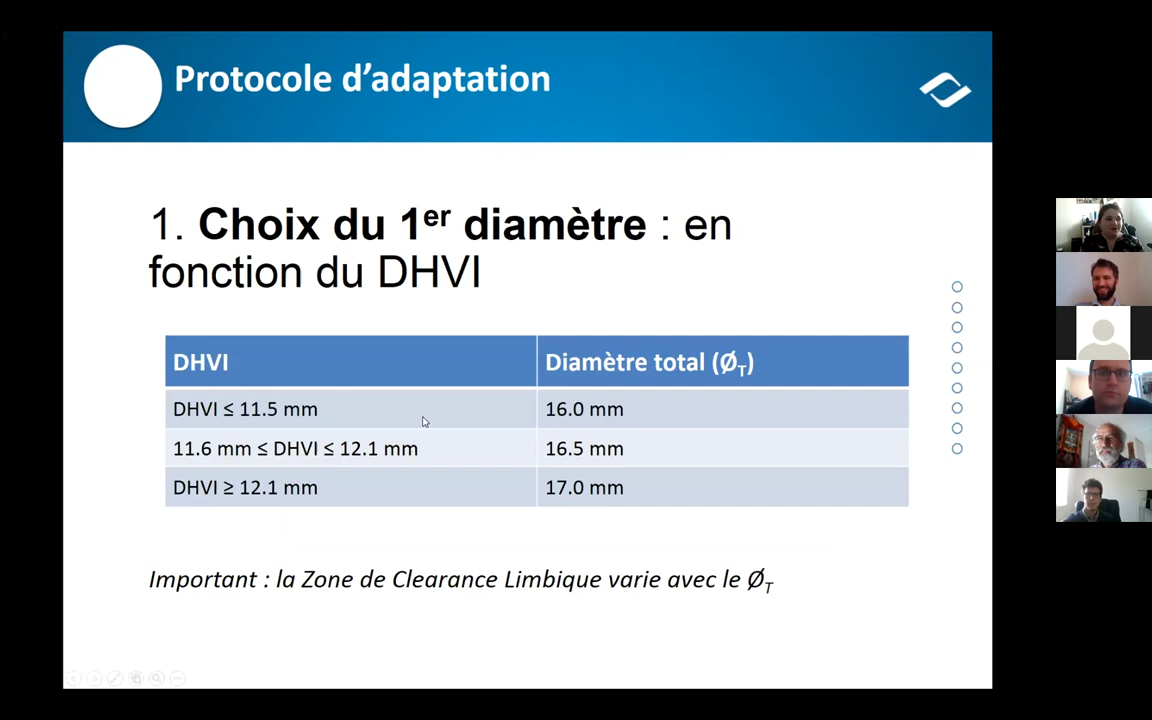 Protocole d’adaptation
1. Choix du 1er diamètre : en
fonction du DHVI
DHVI Diamètre total (ØT)
DHVI ≤ 11.5 mm 16.0 mm
11.6 mm ≤ DHVI ≤ 12.1 mm 16.5 mm
DHVI ≥ 12.1 mm 17.0 mm
Important : la Zone de Clearance Limbique varie avec le ØT